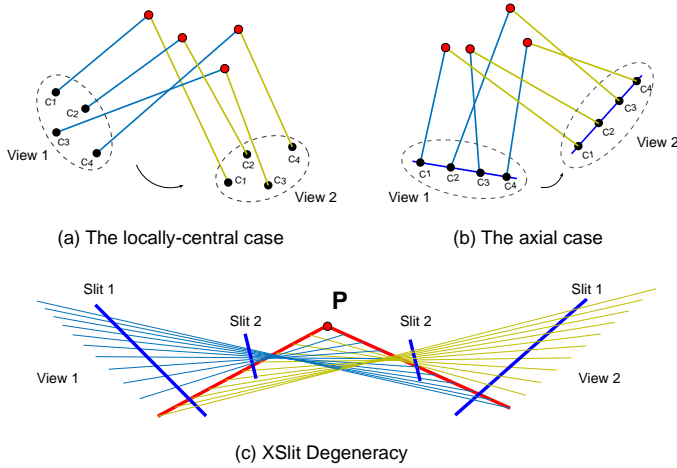 C1
C2
C3
C4
View 1
C2
C4
C1
C3
View 2
(a) The locally-central case
C4
C3
C2
C1
View 2
C1
C2
C3
C4
View 1
(b) The axial case
Slit 1
Slit 2
P
Slit 2
Slit 1
View 1
View 2
(c) XSlit Degeneracy